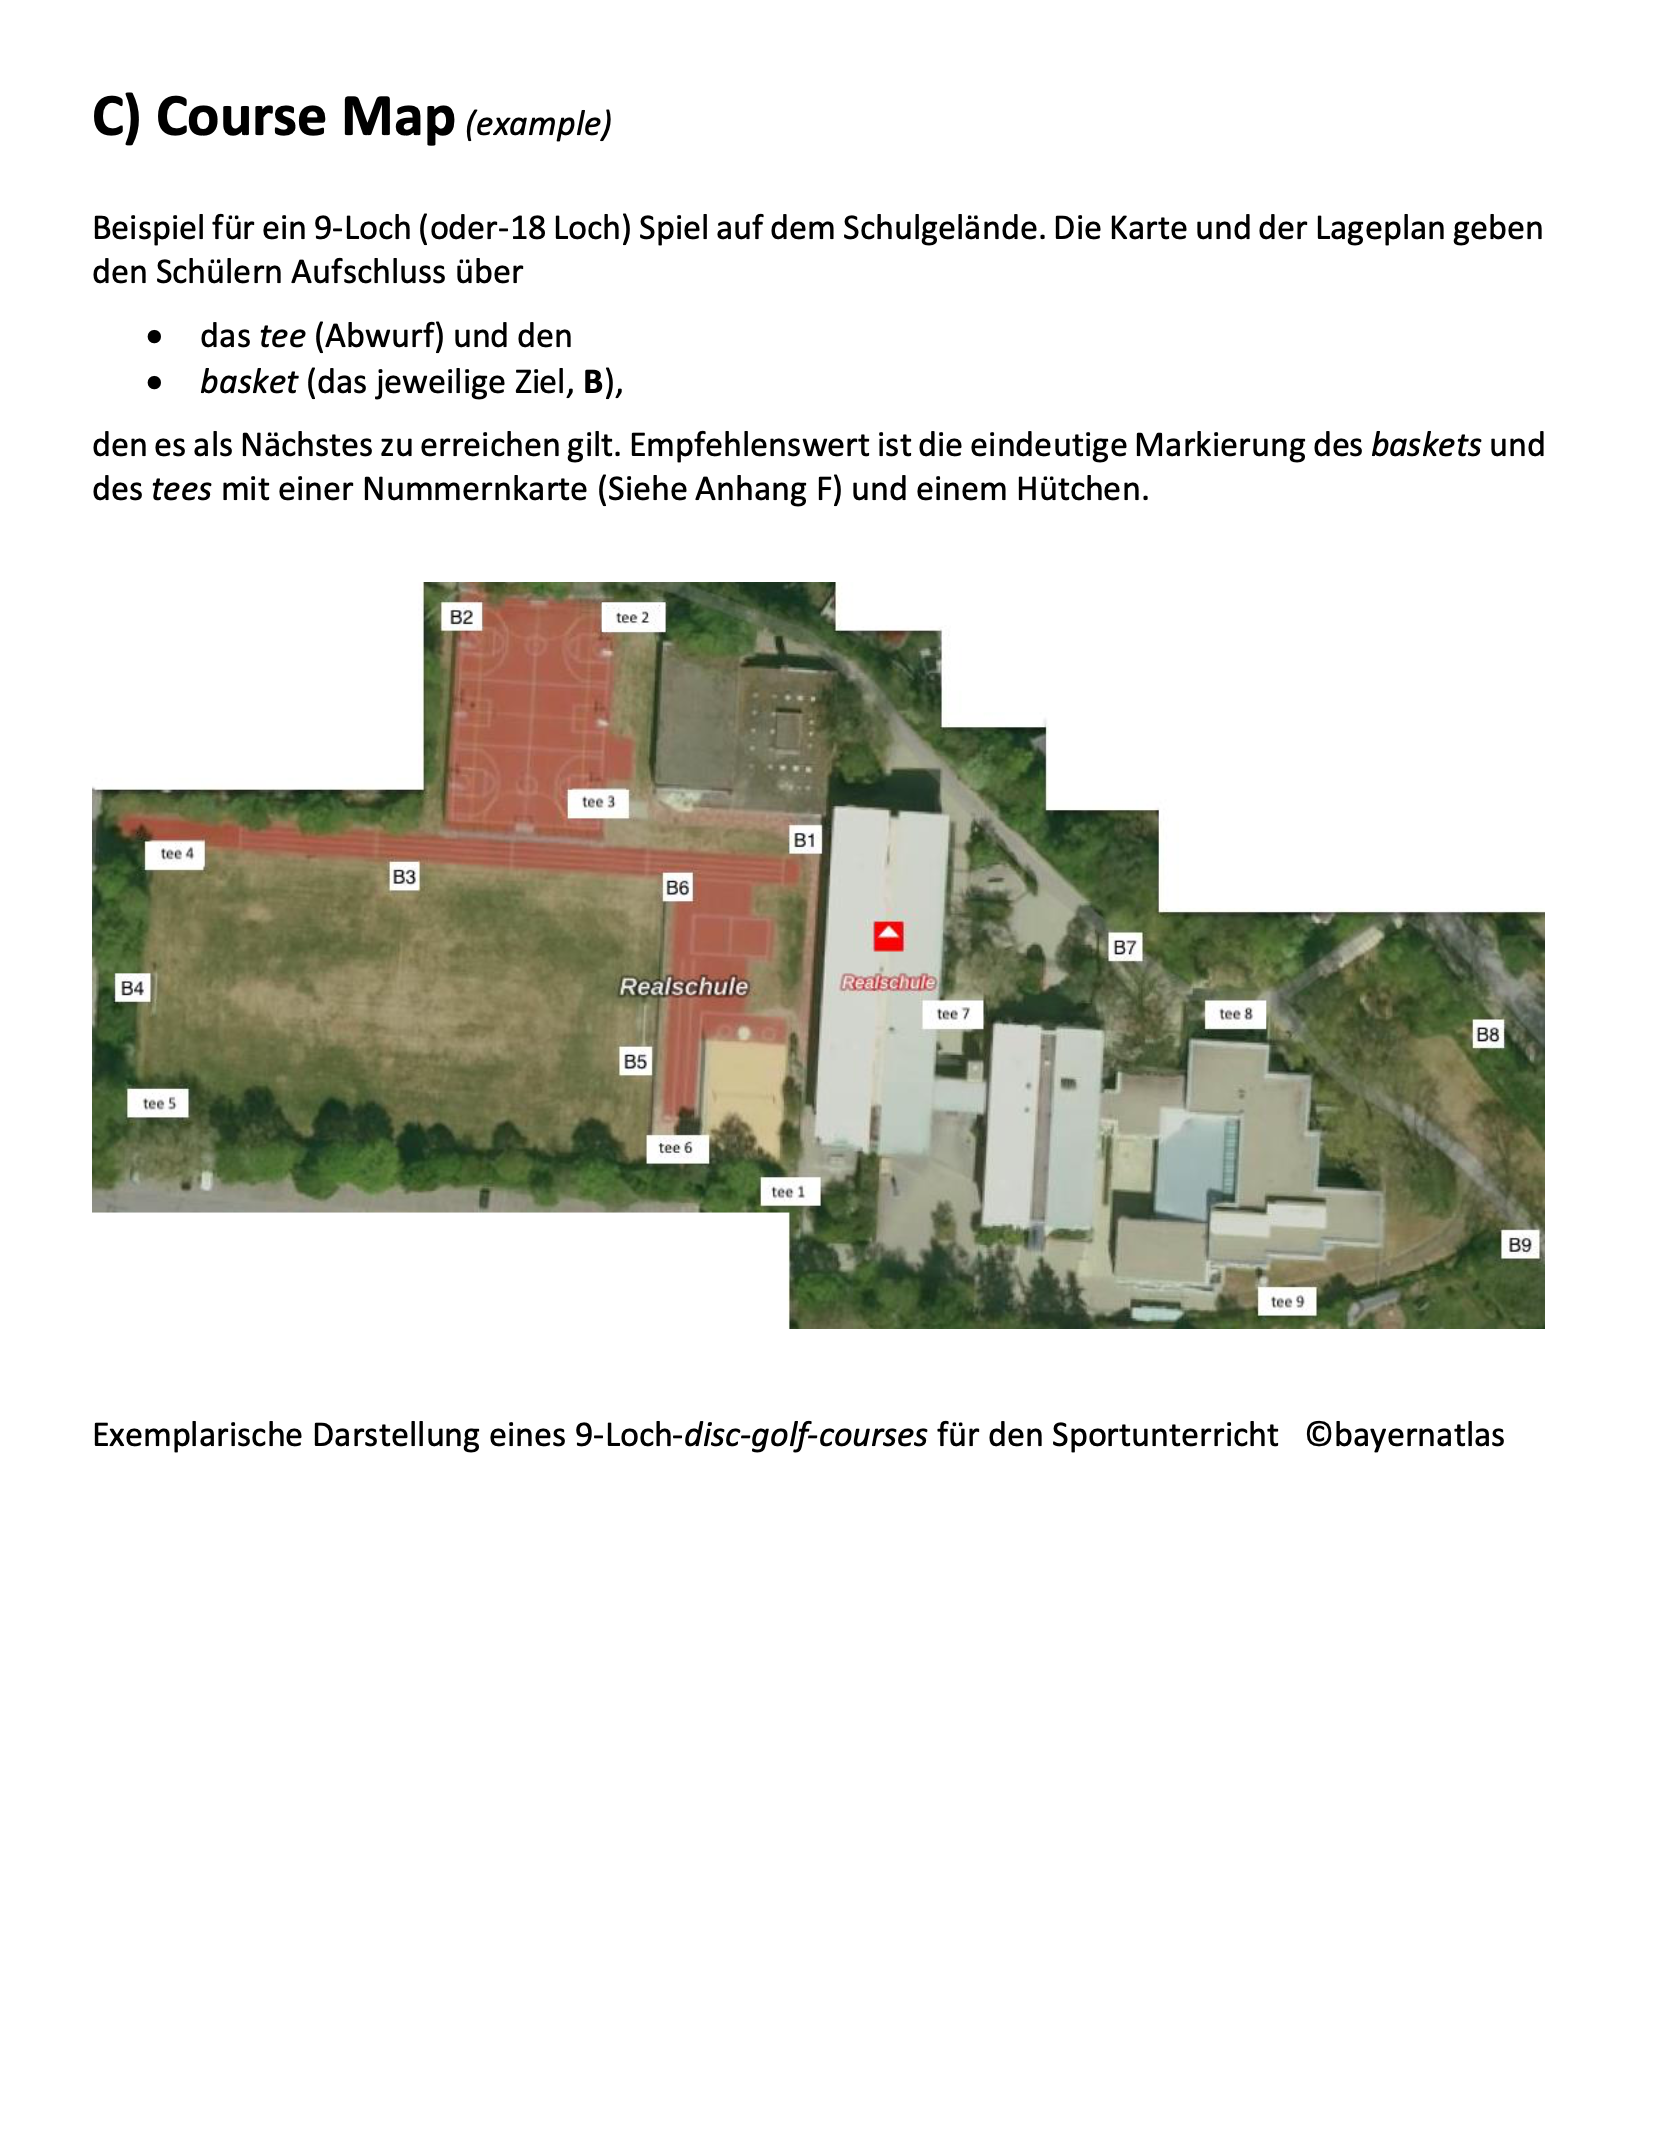 C) Course Map (example)
Beispiel für ein 9-Loch (oder-18 Loch) Spiel auf dem Schulgelände. Die Karte und der Lageplan geben
den Schülern Aufschluss über
• das tee (Abwurf) und den
• basket (das jeweilige Ziel, B),
den es als Nächstes zu erreichen gilt. Empfehlenswert ist die eindeutige Markierung des baskets und
des tees mit einer Nummernkarte (Siehe Anhang F) und einem Hütchen.
B2
tee 2
tee 3
B1
tee 4
B3
B6
B7
B4
Realschule
Realschule
tee 7
tee 8
B8
B5
tee 5
tee 6
tee 1
B9
tee 9
Exemplarische Darstellung eines 9-Loch-disc-golf-courses für den Sportunterricht ©bayernatlas